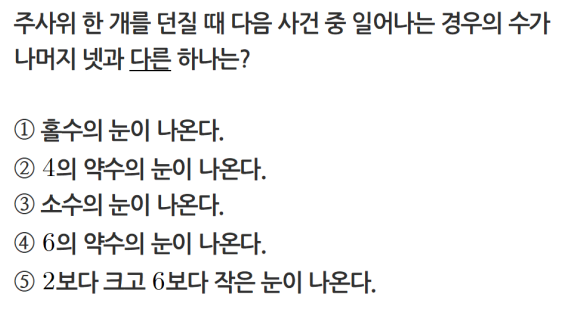 주사위 한 개를 던질 때 다음 사건 중 일어나는 경우의 수가
나머지 넷과 다른 하나는?
① 홀수의 눈이 나온다.
② 4의 약수의 눈이 나온다.
③ 소수의 눈이 나온다.
④ 6의 약수의 눈이 나온다.
⑤ 2보다 크고 6보다 작은 눈이 나온다.